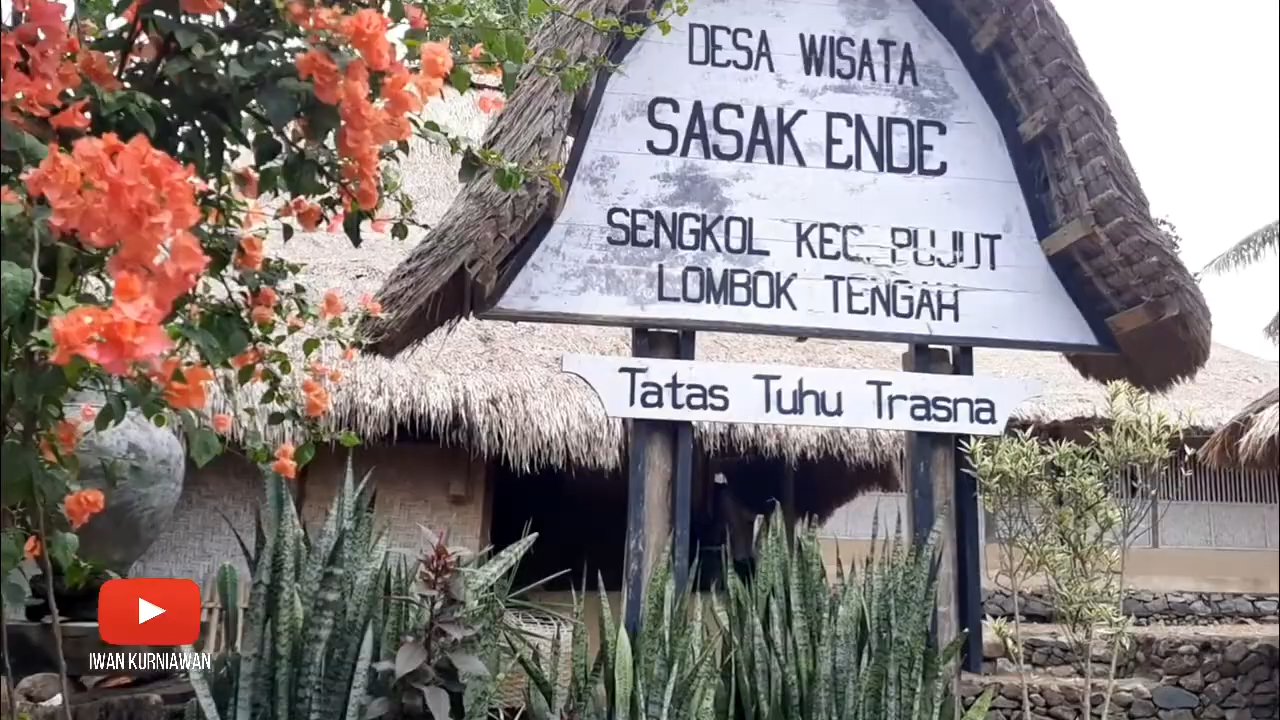 DESA WISATA
SASAK ENDE
SENGKOL KEC. PUJUT
LOMBOK TENGAH
Tatas Tuhu Trasna
IWAN KURNIAWAN